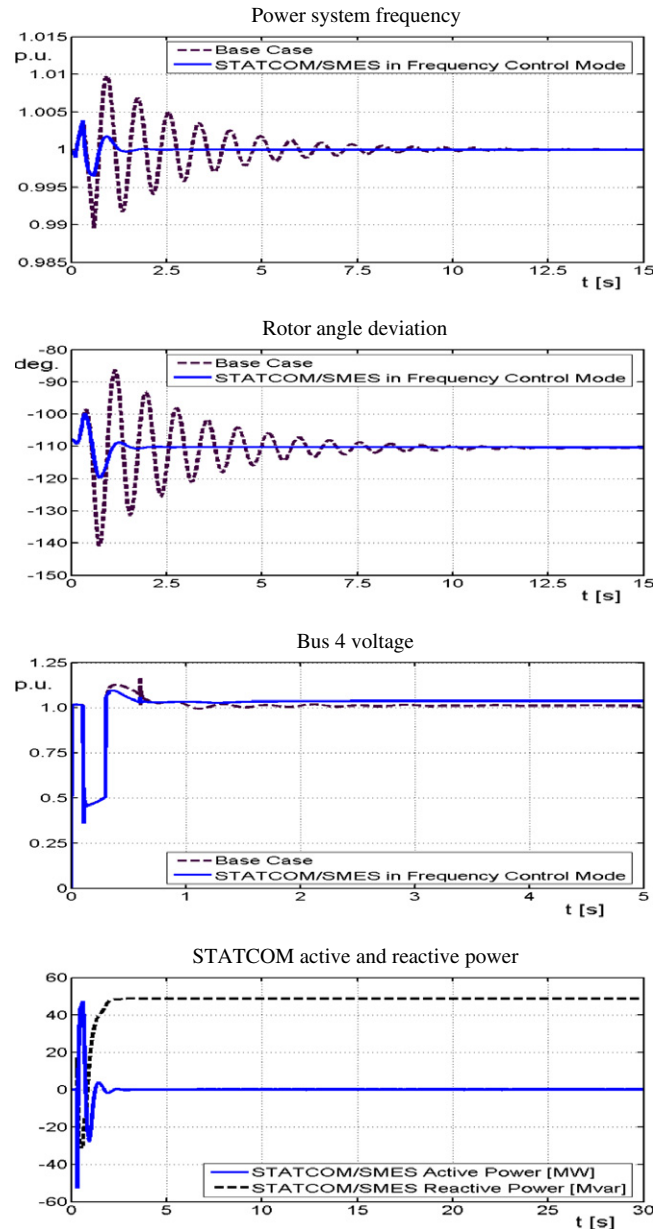 Power system frequency
1.015
p.u.
1.01
1.005
1
0.995
0.99
0.985
Base Case
STATCOM/SMES in Frequency Control Mode
0 2.5 5 7.5 10 12.5 15
t [s]
Rotor angle deviation
-80
deg.
-90
-100
-110
-120
-130
-140
-150
Base Case
STATCOM/SMES in Frequency Control Mode
0 2.5 5 7.5 10 12.5 15
t [s]
Bus 4 voltage
1.25
p.u.
1.0
0.75
0.5
0.25
0
Base Case
STATCOM/SMES in Frequency Control Mode
0 1 2 3 4 5
t [s]
STATCOM active and reactive power
60
40
20
0
-20
-40
-60
STATCOM/SMES Active Power [MW]
STATCOM/SMES Reactive Power [Mvar]
0 5 10 15 20 25 30
t [s]